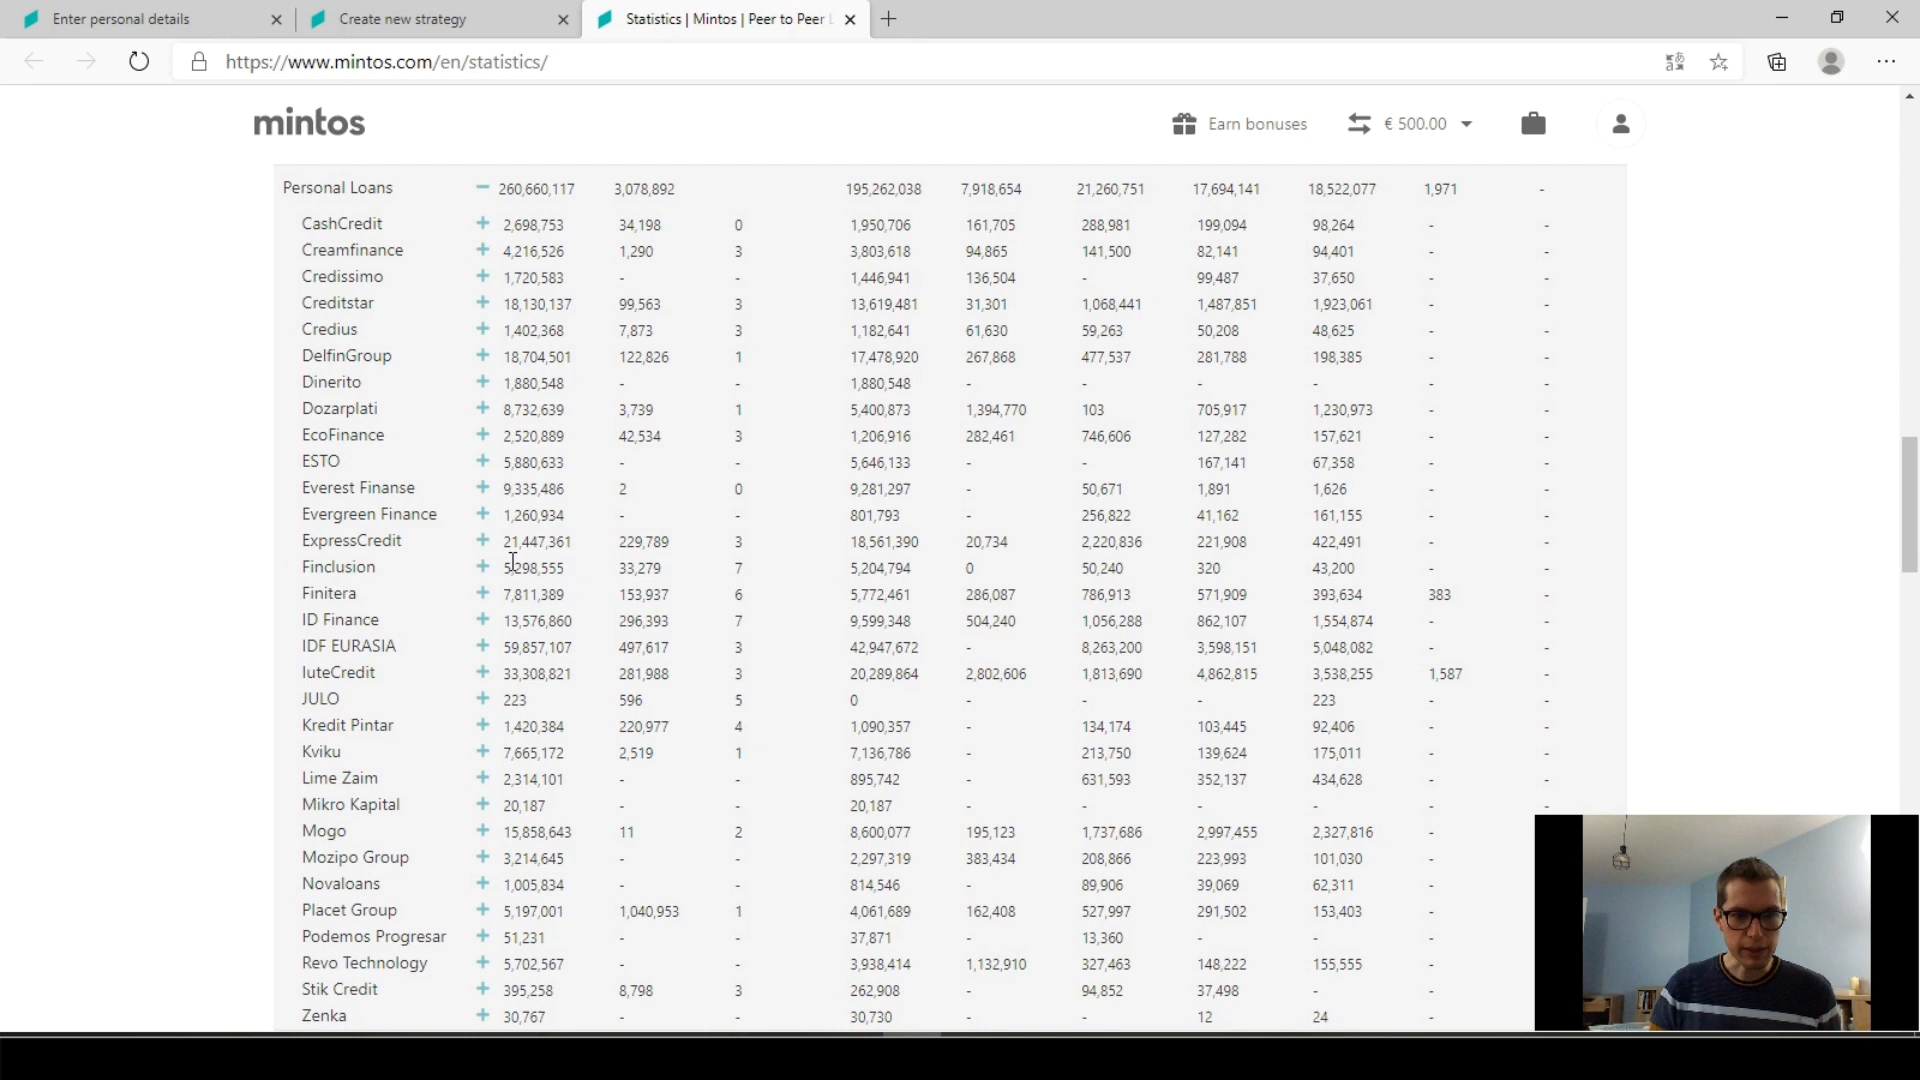 Enter personal details
Create new strategy
Statistics | Mintos | Peer to Peer
https://www.mintos.com/en/statistics/
mintos
Earn bonuses
€ 500.00
Personal Loans 260,660,117 3,078,892 195,262,038 7,918,654 21,260,751 17,694,141 18,522,077 1,971 -
CashCredit + 2,698,753 34,198 0 1,950,706 161,705 288,981 199,094 98,264 - -
Creamfinance + 4,216,526 1,290 3 3,803,618 94,865 141,500 82,141 94,401 - -
Credissimo + 1,720,583 - - 1,446,941 136,504 - 99,487 37,650 - -
Creditstar + 18,130,137 99,563 3 13,619,481 31,301 1,068,441 1,487,851 1,923,061 - -
Credius + 1,402,368 7,873 3 1,182,641 61,630 59,263 50,208 48,625 - -
DelfinGroup + 18,704,501 122,826 1 17,478,920 267,868 477,537 281,788 198,385 - -
Dinerito + 1,880,548 - - 1,880,548 - - - - - -
Dozarplati + 8,732,639 3,739 1 5,400,873 1,394,770 103 705,917 1,230,973 - -
EcoFinance + 2,520,889 42,534 3 1,206,916 282,461 746,606 127,282 157,621 - -
ESTO + 5,880,633 - - 5,646,133 - - 167,141 67,358 - -
Everest Finanse + 9,335,486 2 0 9,281,297 - 50,671 1,891 1,626 - -
Evergreen Finance + 1,260,934 - - 801,793 - 256,822 41,162 161,155 - -
ExpressCredit + 21,447,361 229,789 3 18,561,390 20,734 2,220,836 221,908 422,491 - -
Finclusion + 5,298,555 33,279 7 5,204,794 0 50,240 320 43,200 - -
Finitera + 7,811,389 153,937 6 5,772,461 286,087 786,913 571,909 393,634 383 -
ID Finance + 13,576,860 296,393 7 9,599,348 504,240 1,056,288 862,107 1,554,874 - -
IDF EURASIA + 59,857,107 497,617 3 42,947,672 - 8,263,200 3,598,151 5,048,082 - -
IuteCredit + 33,308,821 281,988 3 20,289,864 2,802,606 1,813,690 4,862,815 3,538,255 1,587 -
JULO + 223 596 5 0 - - - 223 - -
Kredit Pintar + 1,420,384 220,977 4 1,090,357 - 134,174 103,445 92,406 - -
Kviku + 7,665,172 2,519 1 7,136,786 - 213,750 139,624 175,011 - -
Lime Zaim + 2,314,101 - - 895,742 - 631,593 352,137 434,628 - -
Mikro Kapital + 20,187 - - 20,187 - - - - - -
Mogo + 15,858,643 11 2 8,600,077 195,123 1,737,686 2,997,455 2,327,816 -
Mozipo Group + 3,214,645 - - 2,297,319 383,434 208,866 223,993 101,030 -
Novaloans + 1,005,834 - - 814,546 - 89,906 39,069 62,311 -
Placet Group + 5,197,001 1,040,953 1 4,061,689 162,408 527,997 291,502 153,403 -
Podemos Progresar + 51,231 - - 37,871 - 13,360 - - -
Revo Technology + 5,702,567 - - 3,938,414 1,132,910 327,463 148,222 155,555 -
Stik Credit + 395,258 8,798 3 262,908 - 94,852 37,498 - -
Zenka + 30,767 - - 30,730 - - 12 24 -